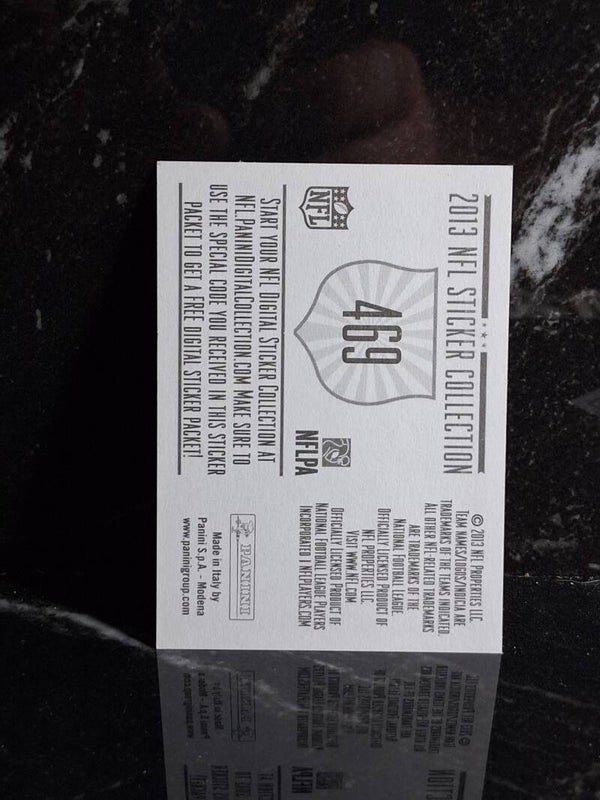 2013 NFL STICKER COLLECTION
469
NFL
NFLPA
START YOUR NFL DIGITAL STICKER COLLECTION AT
NFL.PANINIDIGITALCOLLECTION.COM MAKE SURE TO
USE THE SPECIAL CODE YOU RECEIVED IN THIS STICKER
PACKET TO GET A FREE DIGITAL STICKER PACKET!
© 2013 NFL PROPERTIES LLC.
TEAM NAMES/LOGOS/INDICIA ARE
TRADEMARKS OF THE TEAMS INDICATED.
ALL OTHER NFL-RELATED TRADEMARKS
ARE TRADEMARKS OF THE
NATIONAL FOOTBALL LEAGUE.
OFFICIALLY LICENSED PRODUCT OF
NFL PROPERTIES LLC.
VISIT WWW.NFL.COM
OFFICIALLY LICENSED PRODUCT OF
NATIONAL FOOTBALL LEAGUE PLAYERS
INCORPORATED | NFLPLAYERS.COM
PANINI
Made in Italy by
Panini S.p.A. - Modena
www.paninigroup.com